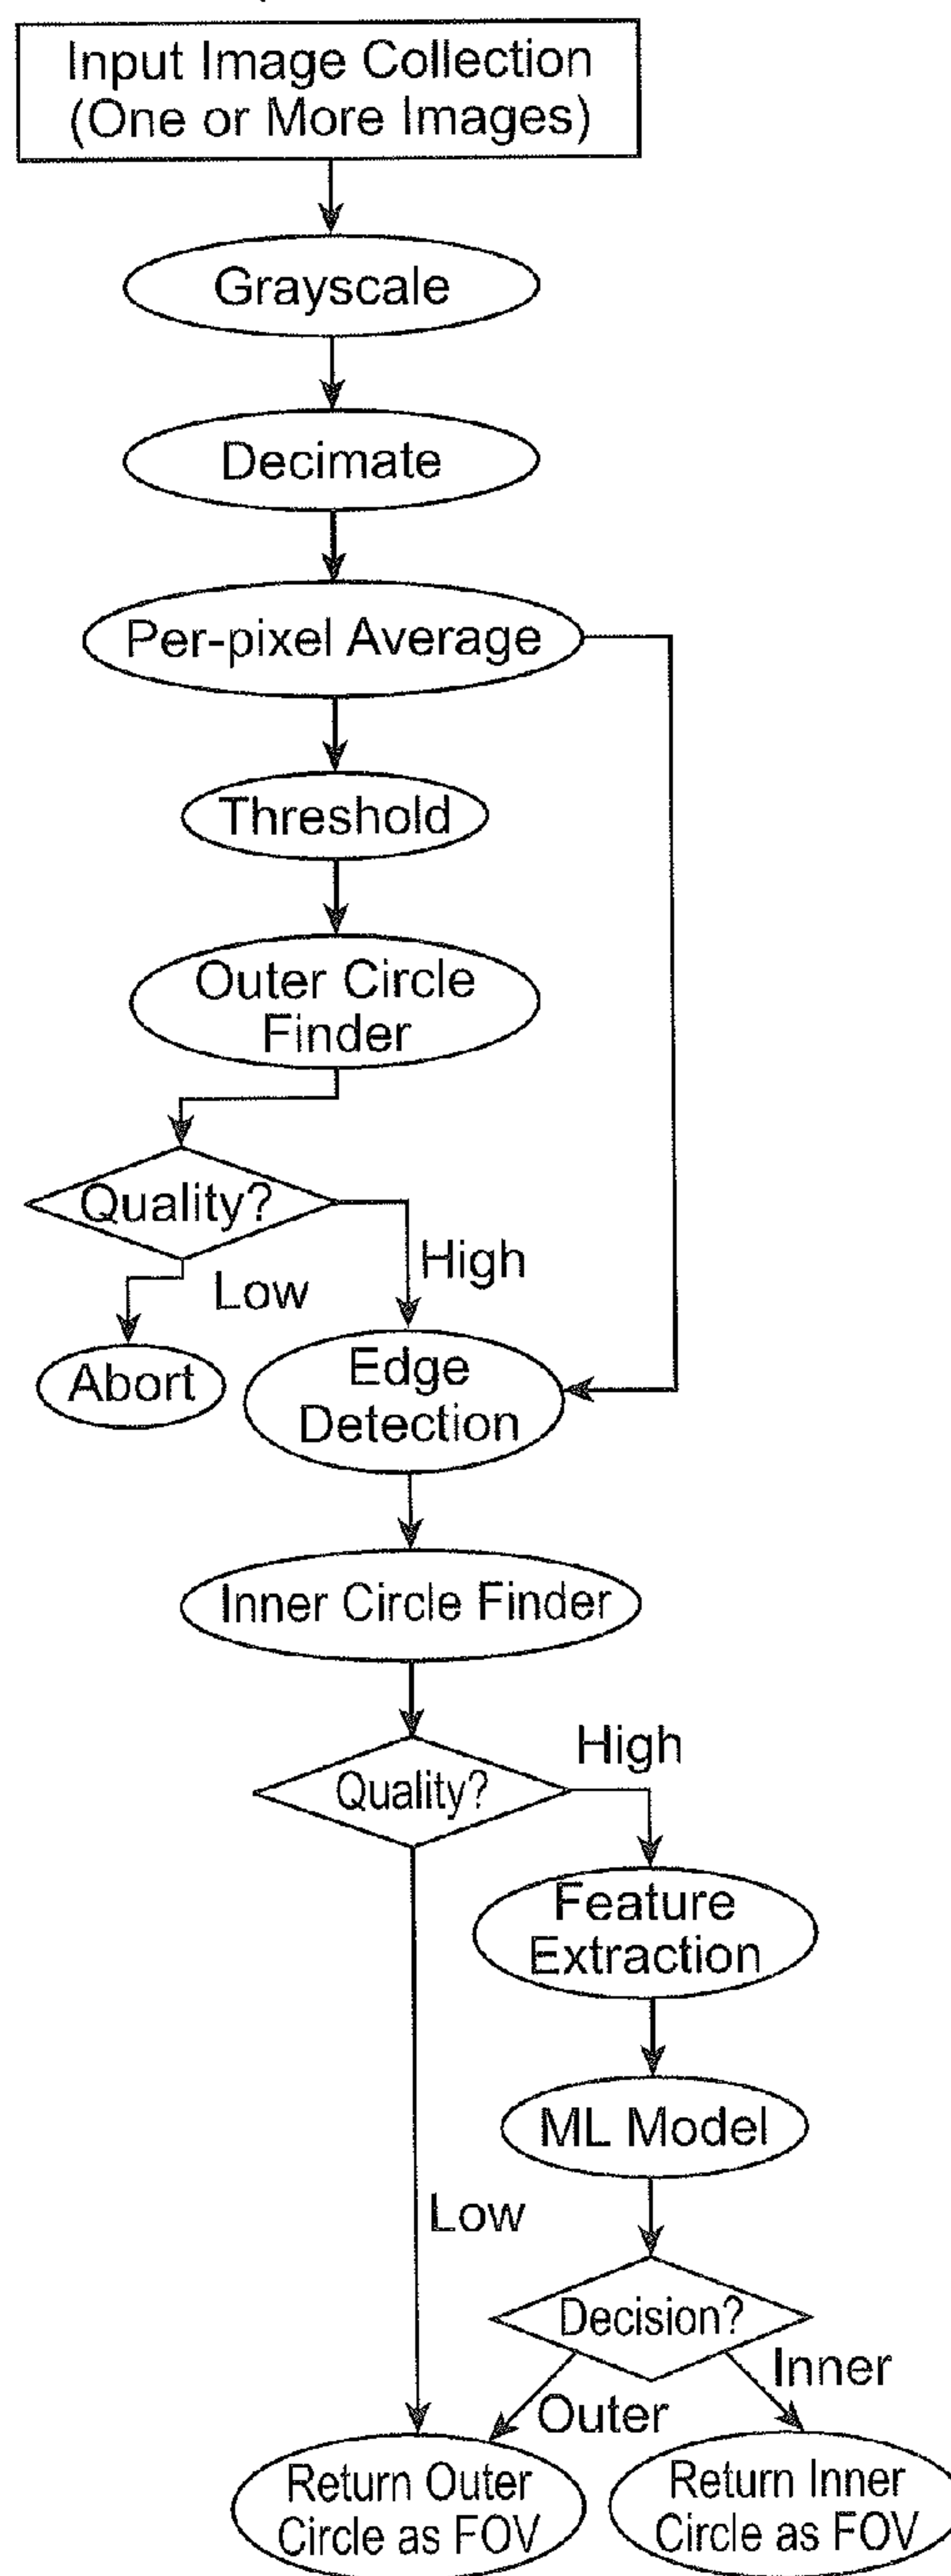 Input Image Collection
(One or More Images)
Grayscale
Decimate
Per-pixel Average
Threshold
Outer Circle
Finder
Quality?
High
Low
Abort
Edge
Detection
Inner Circle Finder
High
Quality?
Feature
Extraction
ML Model
Low
Decision?
Inner
Outer
Return Outer
Circle as FOV
Return Inner
Circle as FOV